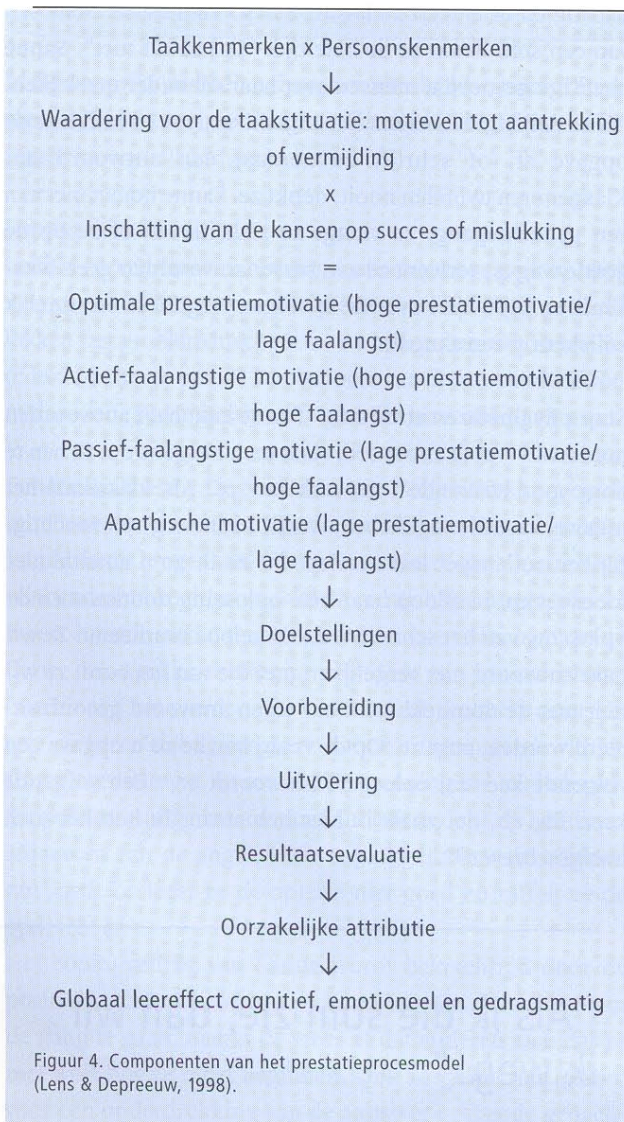 Taakkenmerken x Persoonskenmerken
↓
Waardering voor de taakstituatie: motieven tot aantrekking
of vermijding
x
Inschatting van de kansen op succes of mislukking
=
Optimale prestatiemotivatie (hoge prestatiemotivatie/
lage faalangst)
Actief-faalangstige motivatie (hoge prestatiemotivatie/
hoge faalangst)
Passief-faalangstige motivatie (lage prestatiemotivatie/
hoge faalangst)
Apathische motivatie (lage prestatiemotivatie/
lage faalangst)
↓
Doelstellingen
↓
Voorbereiding
↓
Uitvoering
↓
Resultaatsevaluatie
↓
Oorzakelijke attributie
↓
Globaal leereffect cognitief, emotioneel en gedragsmatig
Figuur 4. Componenten van het prestatieprocesmodel
(Lens & Depreeuw, 1998).